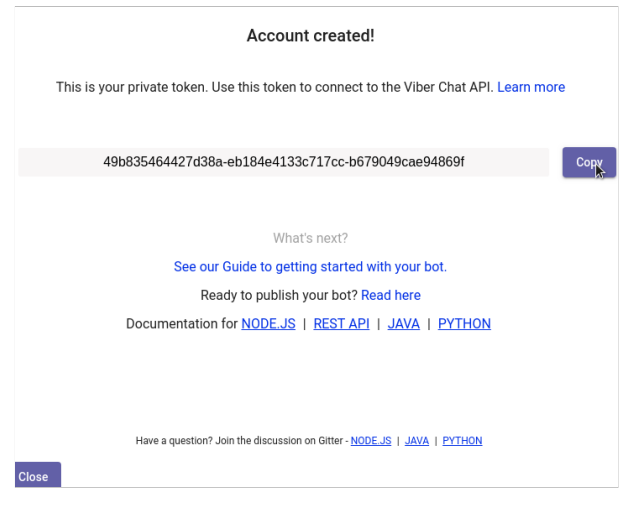 Account created!
This is your private token. Use this token to connect to the Viber Chat API. Learn more
49b835464427d38a-eb184e4133c717cc-b679049cae94869f
Copy
What's next?
See our Guide to getting started with your bot.
Ready to publish your bot? Read here
Documentation for NODE.JS | REST API | JAVA | PYTHON
Have a question? Join the discussion on Gitter - NODE.JS | JAVA | PYTHON
Close